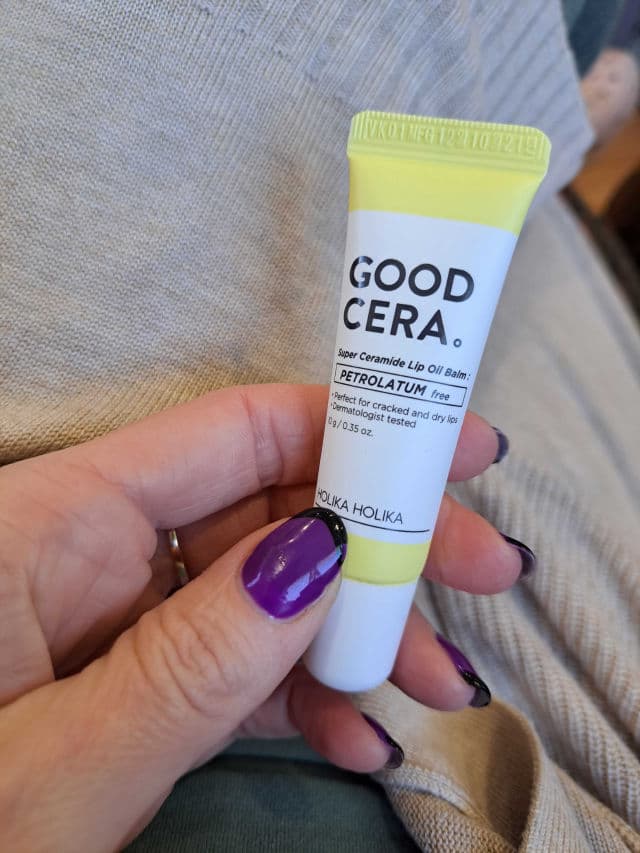 GOOD
CERA.
Super Ceramide Lip Oil Balm :
PETROLATUM free
• Perfect for cracked and dry lips
• Dermatologist tested
g / 0.35 oz.
HOLIKA HOLIKA